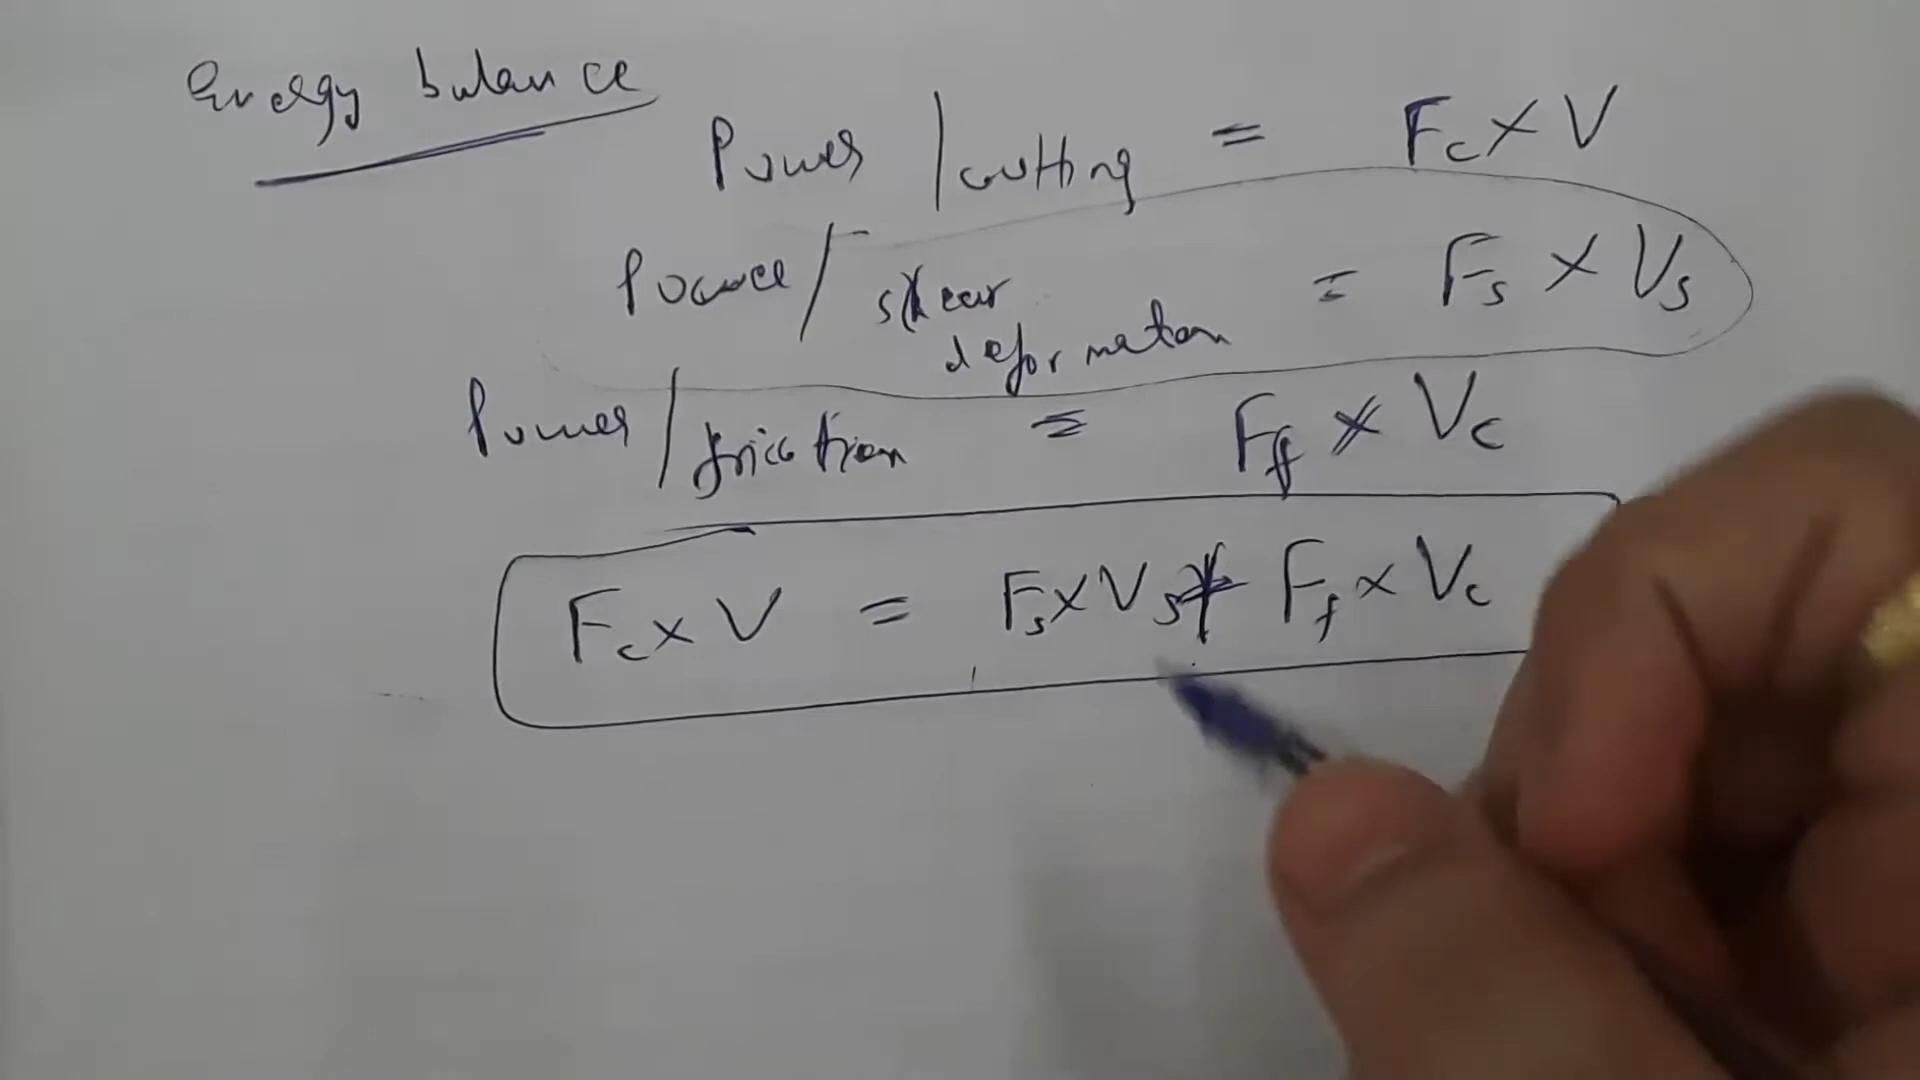 Energy balance
Power / cutting = Fc × V
Power / shear
deformation = Fs × Vs
Power / friction = Ff × Vc
Fc × V = Fs × Vs + Ff × Vc